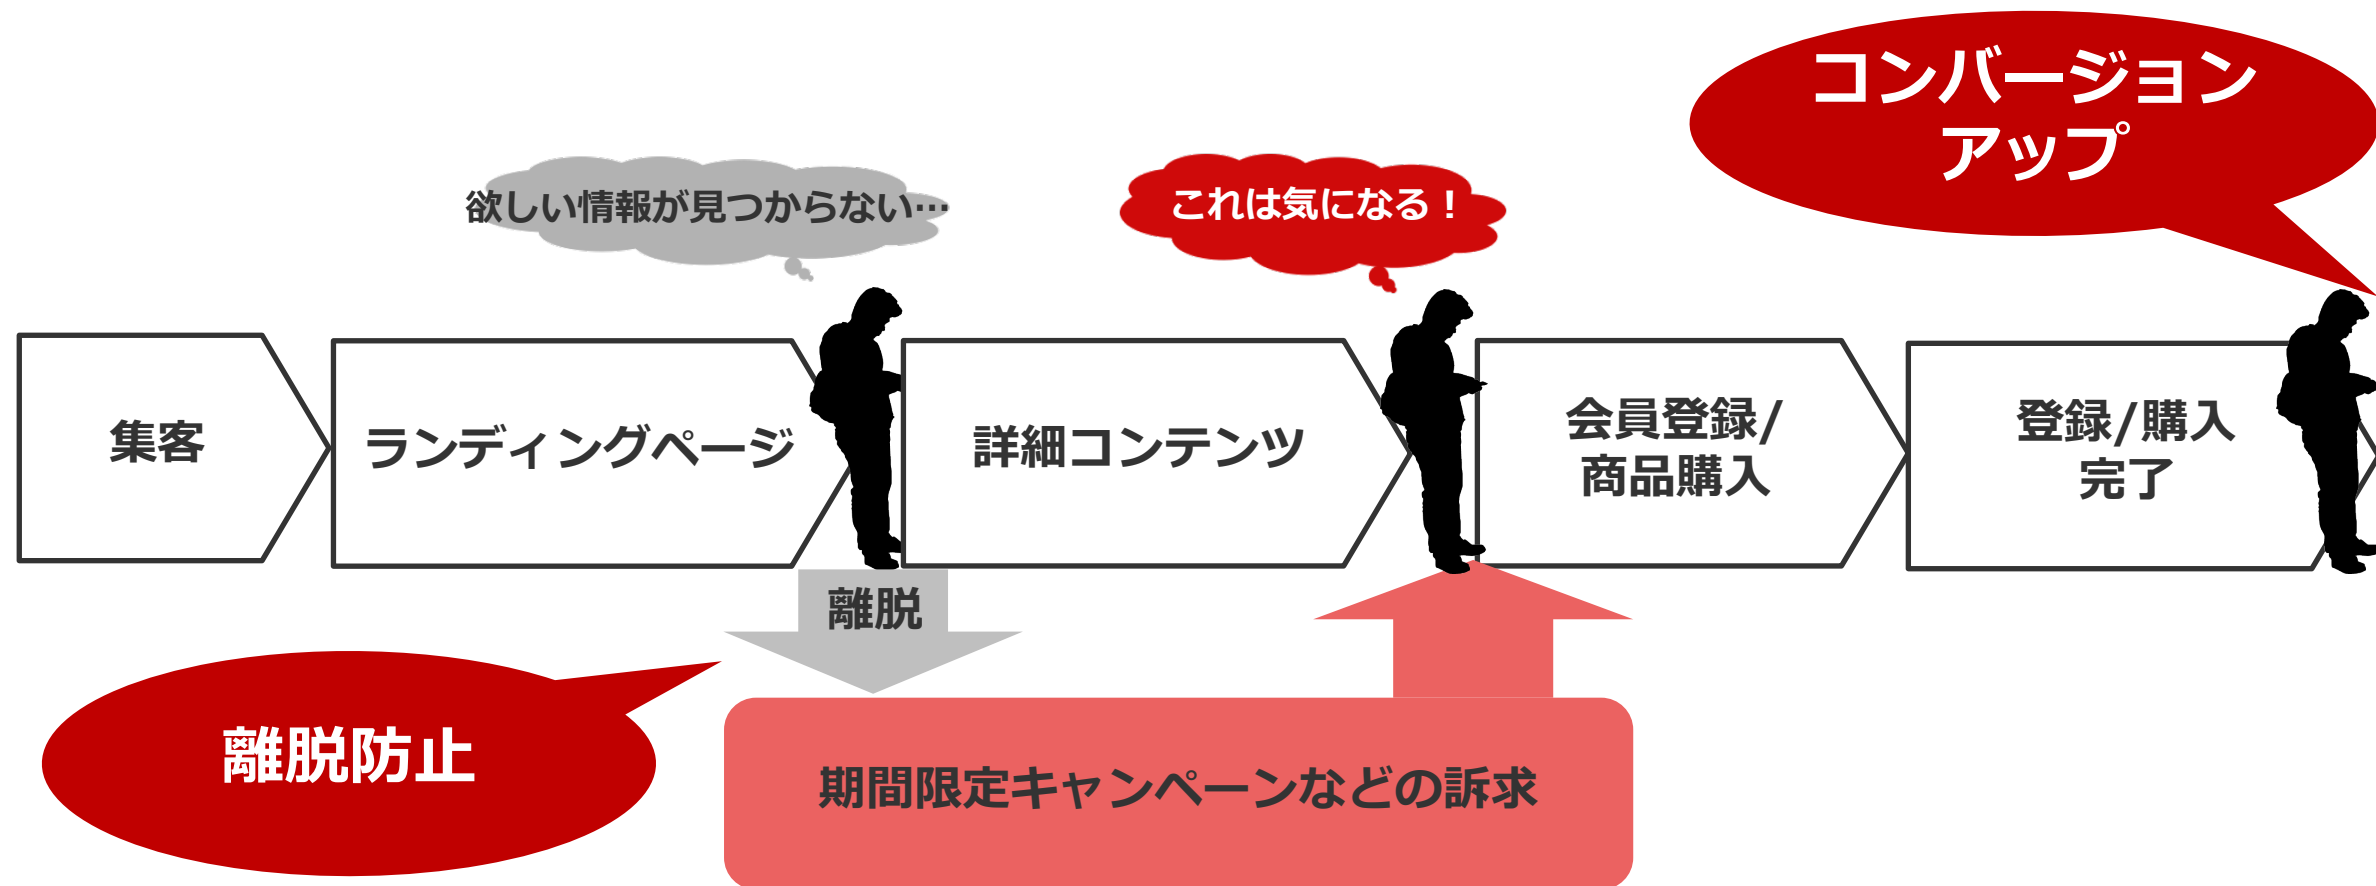 コンバージョン
アップ
欲しい情報が見つからない…
これは気になる！
集客
ランディングページ
詳細コンテンツ
会員登録/
商品購入
登録/購入
完了
離脱
離脱防止
期間限定キャンペーンなどの訴求